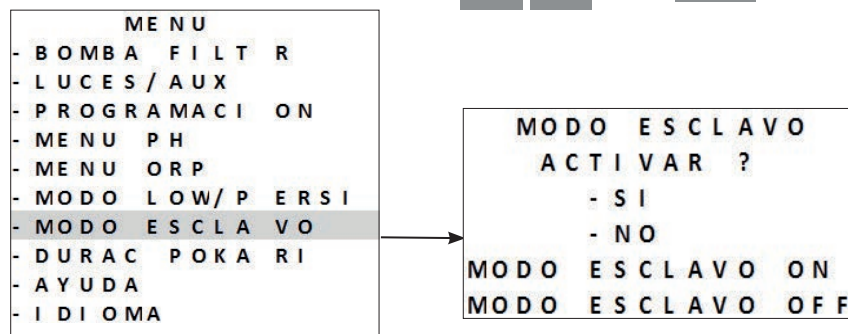 MENU
- BOMBA FILTR
- LUCES/AUX
- PROGRAMACION
- MENU PH
- MENU ORP
- MODO LOW/PERSI
- MODO ESCLAVO
- DURAC POKARI
- AYUDA
- IDIOMA
MODO ESCLAVO
ACTIVAR ?
- SI
- NO
MODO ESCLAVO ON
MODO ESCLAVO OFF